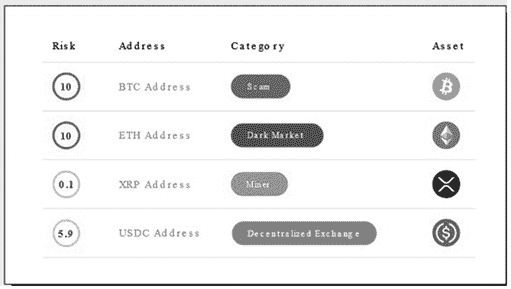 Risk Address Category Asset
10 BTC Address Scam
10 ETH Address Dark Market
0.1 XRP Address Miner
5.9 USDC Address Decentralized Exchange